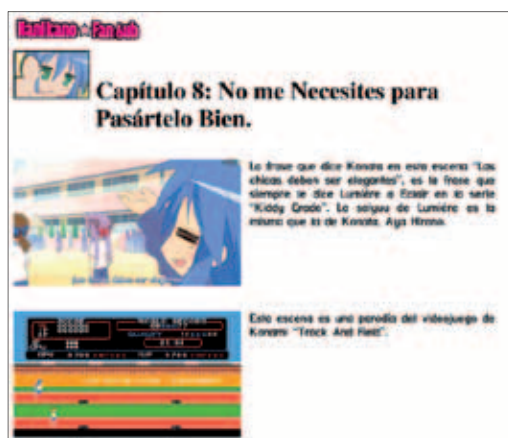 Fan sub
Capítulo 8: No me Necesites para
Pasártelo Bien.
La frase que dice Konata en esta escena "Las
chicas deben ser elegantes", es la frase que
siempre le dice Lumière a Eclair en la serie
"Kiddy Grade". La seiyuu de Lumière es la
misma que la de Konata, Aya Hirano.
Esta escena es una parodia del videojuego de
Konami "Track And Field".